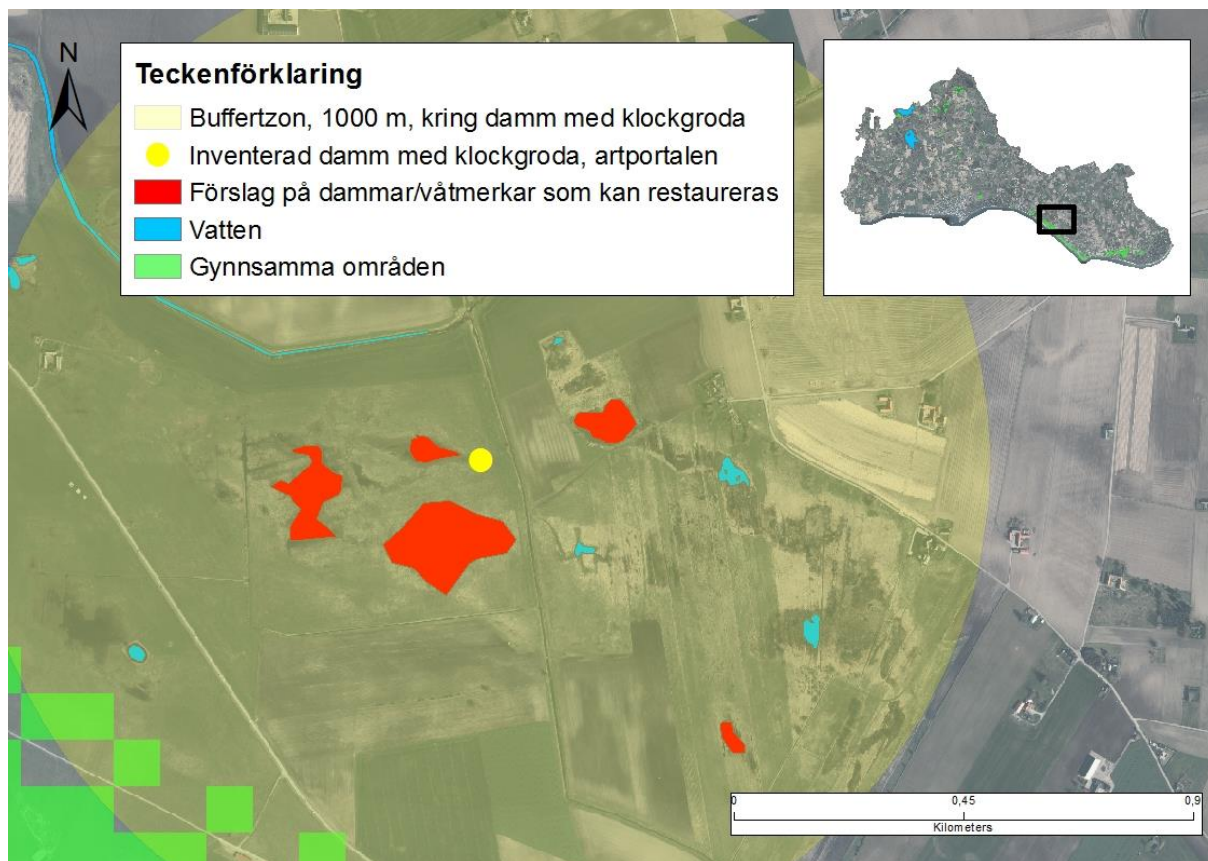 N
Teckenförklaring
Buffertzon, 1000 m, kring damm med klockgroda
Inventerad damm med klockgroda, artportalen
Förslag på dammar/våtmerkar som kan restaureras
Vatten
Gynnsamma områden
0 0,45 0,9
Kilometers